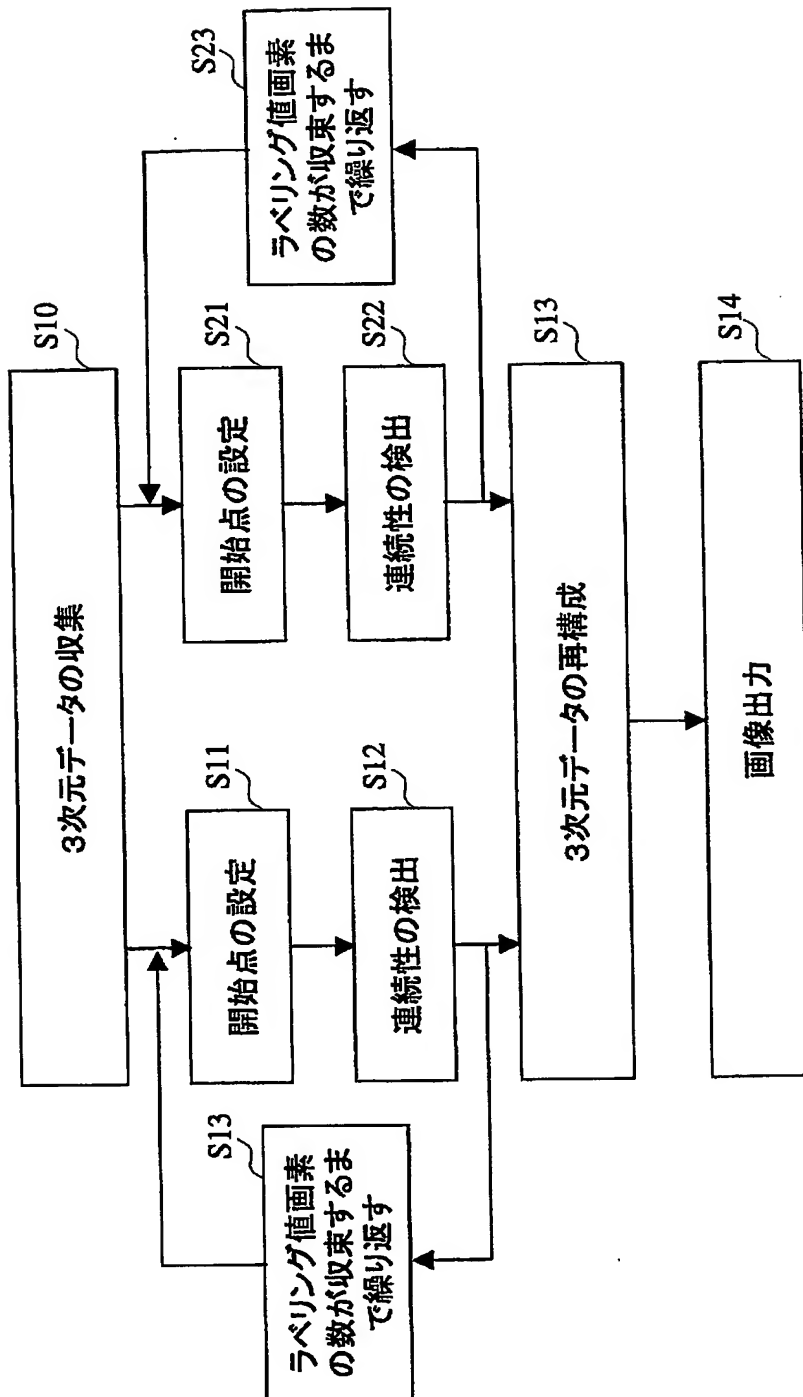 S10
3次元データの収集
S11
開始点の設定
S21
開始点の設定
S12
連続性の検出
S22
連続性の検出
S13
ラベリング値画素
の数が収束するま
で繰り返す
S23
ラベリング値画素
の数が収束するま
で繰り返す
S13
3次元データの再構成
S14
画像出力